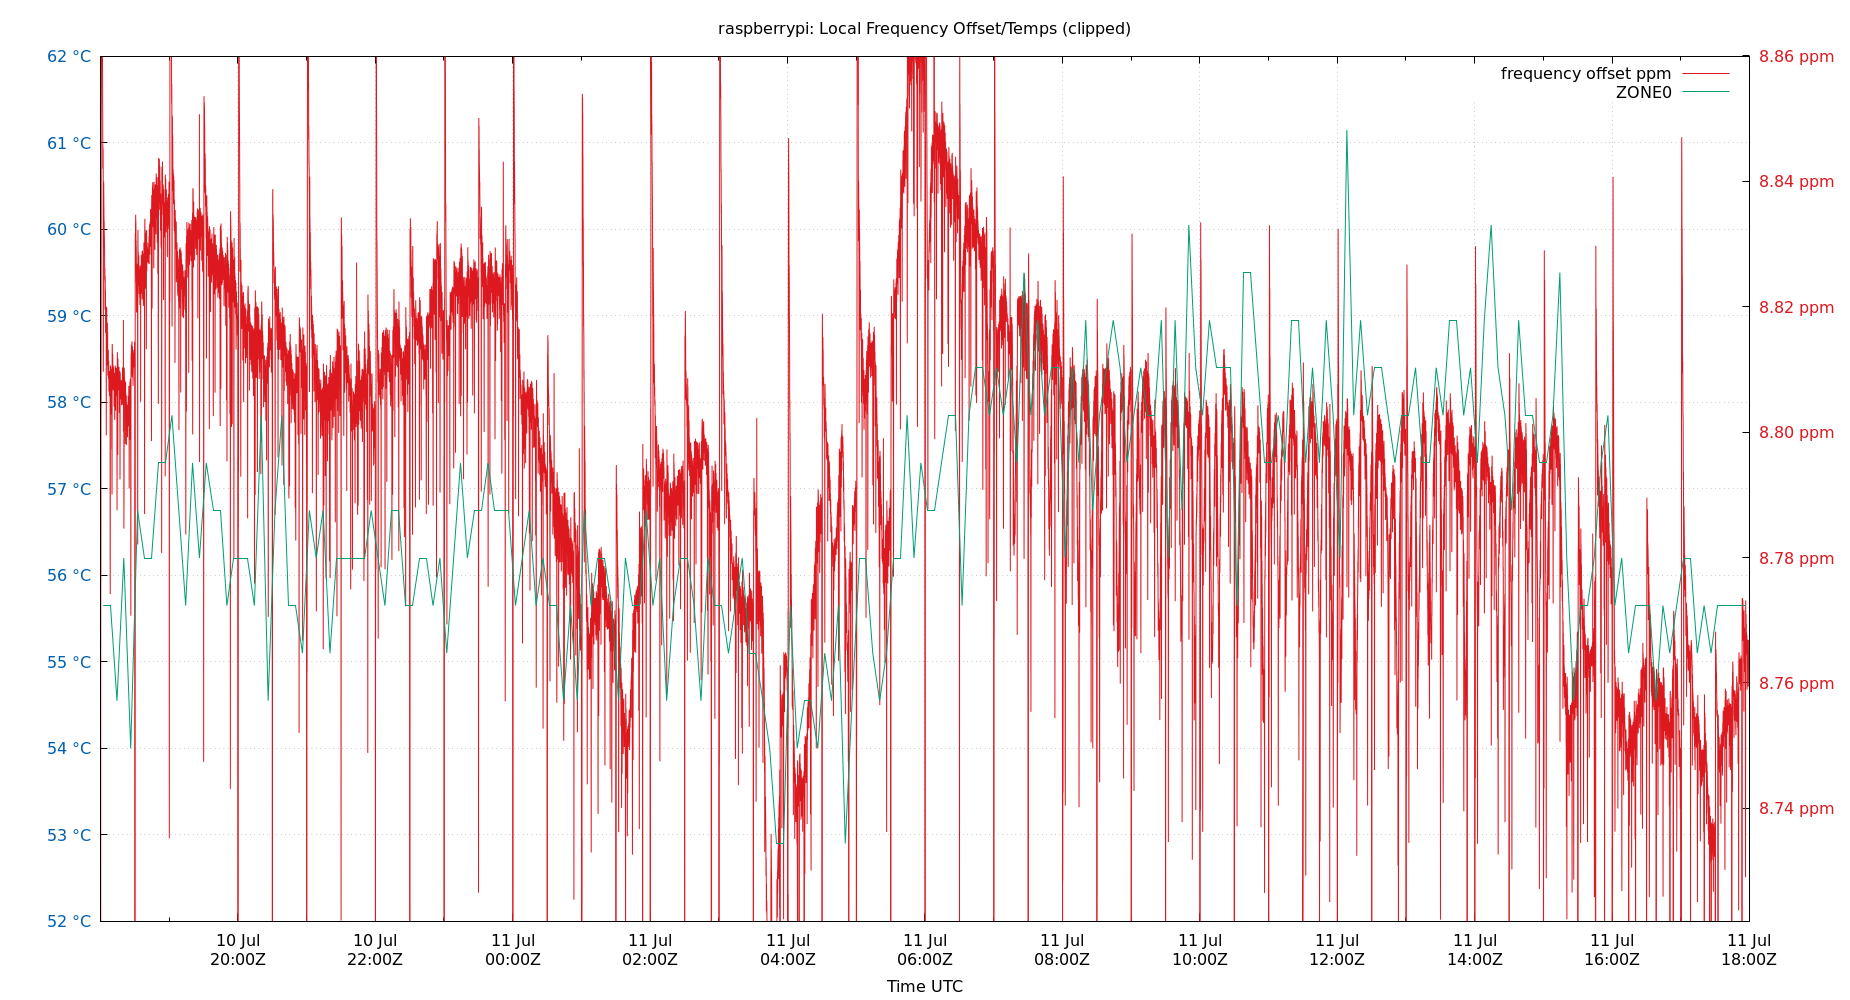 raspberrypi: Local Frequency Offset/Temps (clipped)
62 °C
61 °C
60 °C
59 °C
58 °C
57 °C
56 °C
55 °C
54 °C
53 °C
52 °C
8.86 ppm
8.84 ppm
8.82 ppm
8.80 ppm
8.78 ppm
8.76 ppm
8.74 ppm
frequency offset ppm
ZONE0
10 Jul 10 Jul 11 Jul 11 Jul 11 Jul 11 Jul 11 Jul 11 Jul 11 Jul 11 Jul 11 Jul 11 Jul
20:00Z 22:00Z 00:00Z 02:00Z 04:00Z 06:00Z 08:00Z 10:00Z 12:00Z 14:00Z 16:00Z 18:00Z
Time UTC